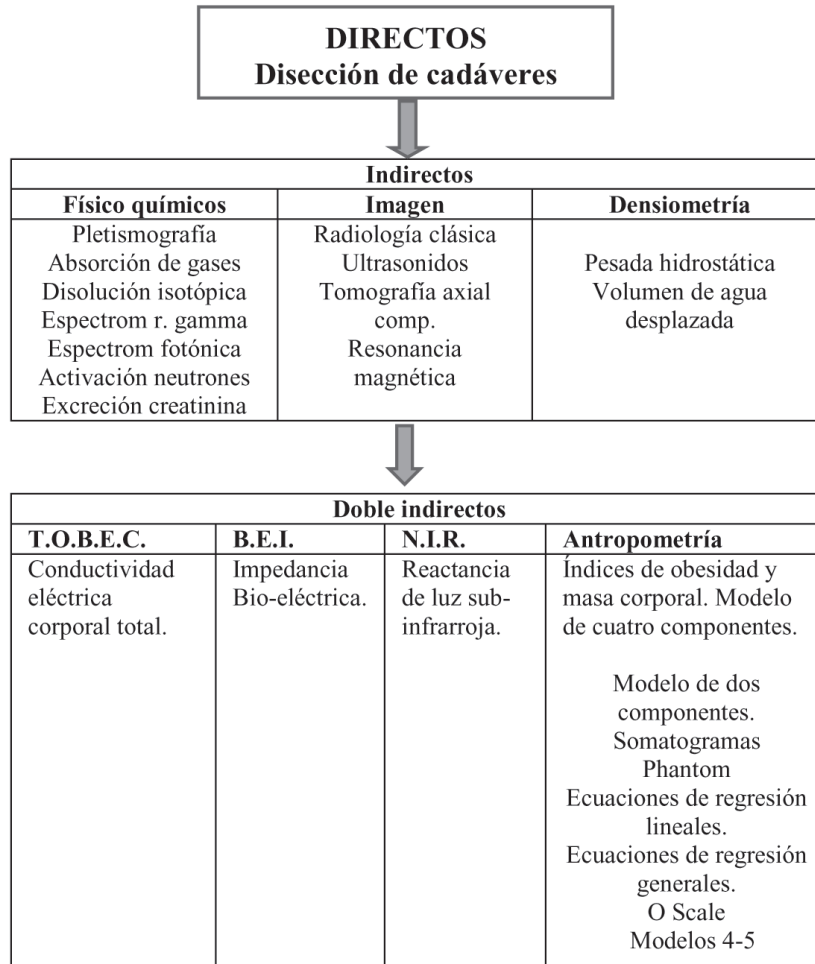 DIRECTOS
Disección de cadáveres
Indirectos
Físico químicos
Pletismografía
Absorción de gases
Disolución isotópica
Espectrom r. gamma
Espectrom fotónica
Activación neutrones
Excreción creatinina
Imagen
Radiología clásica
Ultrasonidos
Tomografía axial
comp.
Resonancia
magnética
Densiometría
Pesada hidrostática
Volumen de agua
desplazada
Doble indirectos
T.O.B.E.C.
Conductividad
eléctrica
corporal total.
B.E.I.
Impedancia
Bio-eléctrica.
N.I.R.
Reactancia
de luz sub-
infrarroja.
Antropometría
Índices de obesidad y
masa corporal. Modelo
de cuatro componentes.
Modelo de dos
componentes.
Somatogramas
Phantom
Ecuaciones de regresión
lineales.
Ecuaciones de regresión
generales.
O Scale
Modelos 4-5